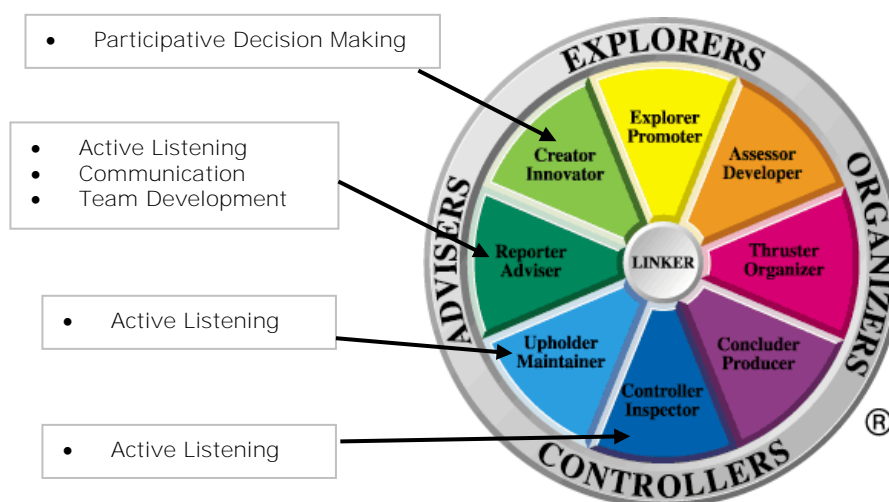 • Participative Decision Making
• Active Listening
• Communication
• Team Development
• Active Listening
• Active Listening
EXPLORERS
ORGANIZERS
CONTROLLERS
ADVISERS
Explorer
Promoter
Assessor
Developer
Thruster
Organizer
Concluder
Producer
Controller
Inspector
Upholder
Maintainer
Reporter
Adviser
Creator
Innovator
LINKER
®